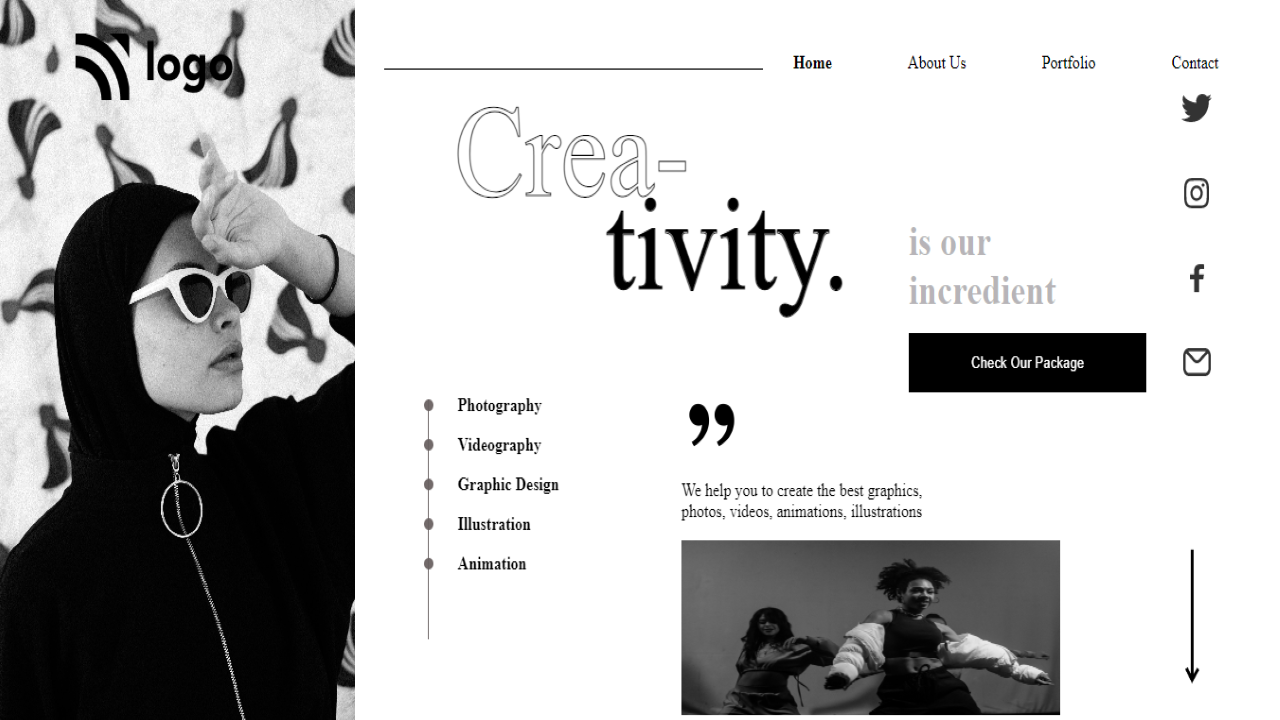 logo
Home About Us Portfolio Contact
Crea-
tivity.
is our
incredient
Check Our Package
Photography
Videography
Graphic Design
Illustration
Animation
”
We help you to create the best graphics,
photos, videos, animations, illustrations